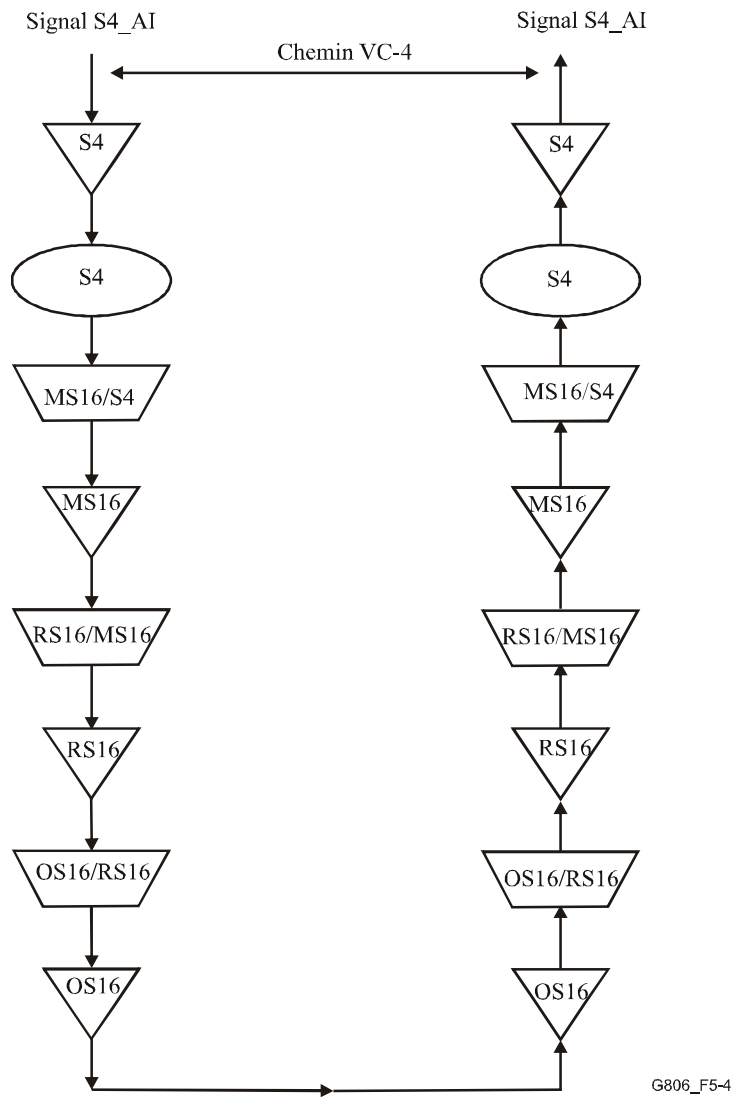 Signal S4_AI
Signal S4_AI
Chemin VC-4
S4
S4
S4
S4
MS16/S4
MS16/S4
MS16
MS16
RS16/MS16
RS16/MS16
RS16
RS16
OS16/RS16
OS16/RS16
OS16
OS16
G806_F5-4